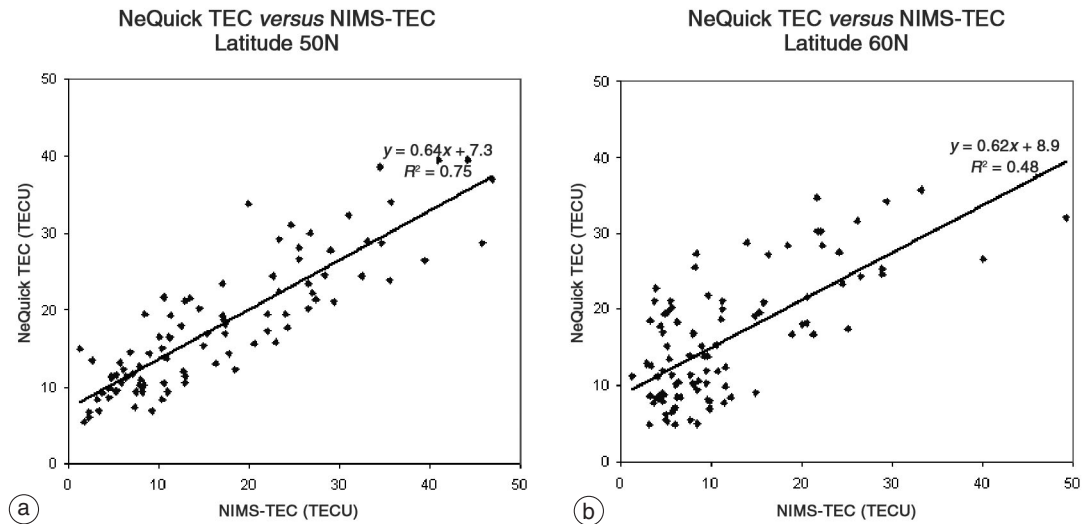 NeQuick TEC versus NIMS-TEC
Latitude 50N
50
40
30
20
10
0
NeQuick TEC (TECU)
y = 0.64x + 7.3
R² = 0.75
0 10 20 30 40 50
NIMS-TEC (TECU)
a
NeQuick TEC versus NIMS-TEC
Latitude 60N
50
40
30
20
10
0
NeQuick TEC (TECU)
y = 0.62x + 8.9
R² = 0.48
0 10 20 30 40 50
NIMS-TEC (TECU)
b